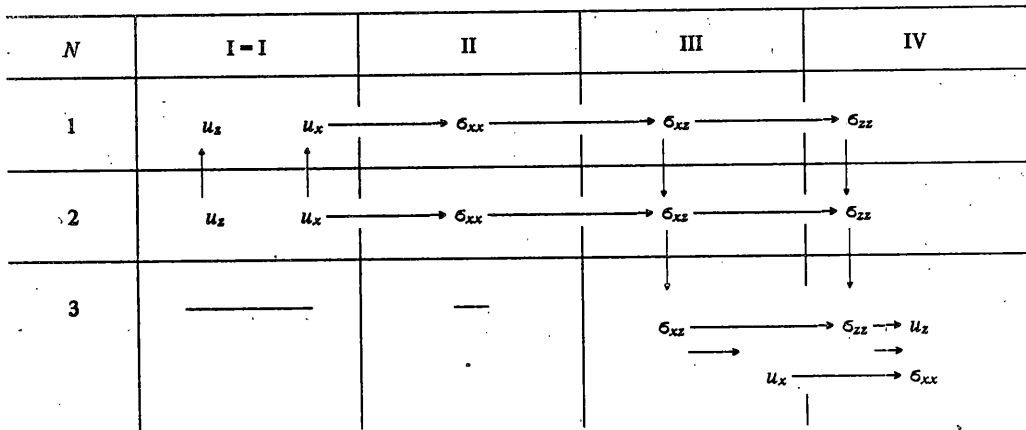 N I = I II III IV
1 u_z u_x σ_xx σ_xz σ_zz
2 u_z u_x σ_xx σ_xz σ_zz
3
σ_xz σ_zz u_z
u_x σ_xx